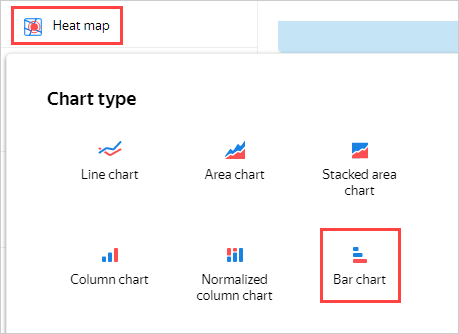 Heat map
Chart type
Line chart
Area chart
Stacked area
chart
Column chart
Normalized
column chart
Bar chart